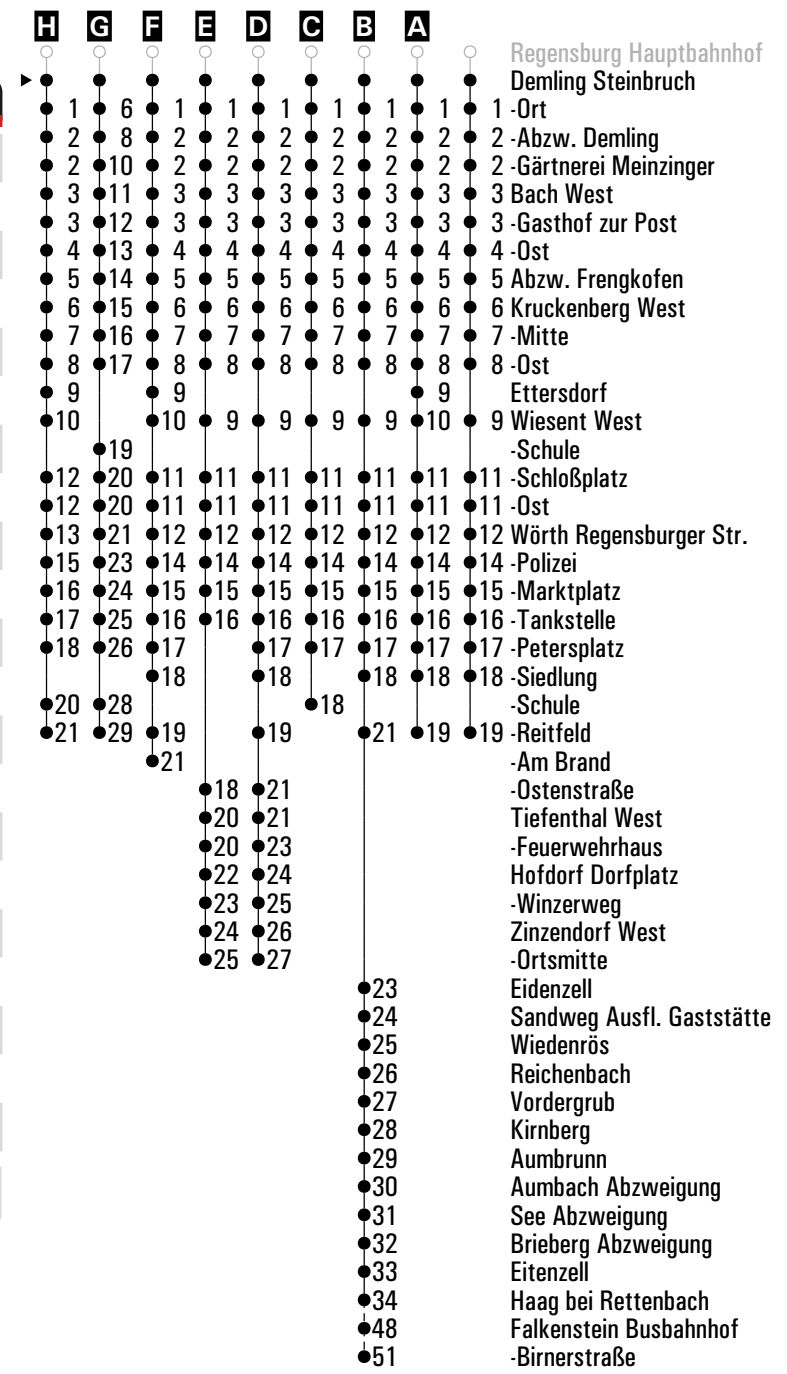 H G F E D C B A
Regensburg Hauptbahnhof
Demling Steinbruch
1 6 1 1 1 1 1 1 1 -Ort
2 8 2 2 2 2 2 2 2 -Abzw. Demling
2 10 2 2 2 2 2 2 2 -Gärtnerei Meinzinger
3 11 3 3 3 3 3 3 3 Bach West
3 12 3 3 3 3 3 3 3 -Gasthof zur Post
4 13 4 4 4 4 4 4 4 -Ost
5 14 5 5 5 5 5 5 5 Abzw. Frengkofen
6 15 6 6 6 6 6 6 6 Kruckenberg West
7 16 7 7 7 7 7 7 7 -Mitte
8 17 8 8 8 8 8 8 8 -Ost
9 9 9 Ettersdorf
10 10 9 9 9 9 10 9 Wiesent West
19 -Schule
12 20 11 11 11 11 11 11 11 -Schloßplatz
12 20 11 11 11 11 11 11 11 -Ost
13 21 12 12 12 12 12 12 12 Wörth Regensburger Str.
15 23 14 14 14 14 14 14 14 -Polizei
16 24 15 15 15 15 15 15 15 -Marktplatz
17 25 16 16 16 16 16 16 16 -Tankstelle
18 26 17 17 17 17 17 17 -Petersplatz
18 18 18 18 18 -Siedlung
20 28 18 -Schule
21 29 19 19 21 19 19 -Reitfeld
21 -Am Brand
18 21 -Ostenstraße
20 21 Tiefenthal West
20 23 -Feuerwehrhaus
22 24 Hofdorf Dorfplatz
23 25 -Winzerweg
24 26 Zinzendorf West
25 27 -Ortsmitte
23 Eidenzell
24 Sandweg Ausfl. Gaststätte
25 Wiedenrös
26 Reichenbach
27 Vordergrub
28 Kirnberg
29 Aumbrunn
30 Aumbach Abzweigung
31 See Abzweigung
32 Brieberg Abzweigung
33 Eitenzell
34 Haag bei Rettenbach
48 Falkenstein Busbahnhof
51 -Birnerstraße